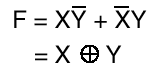 F = XY̅ + X̅Y
= X ⊕ Y